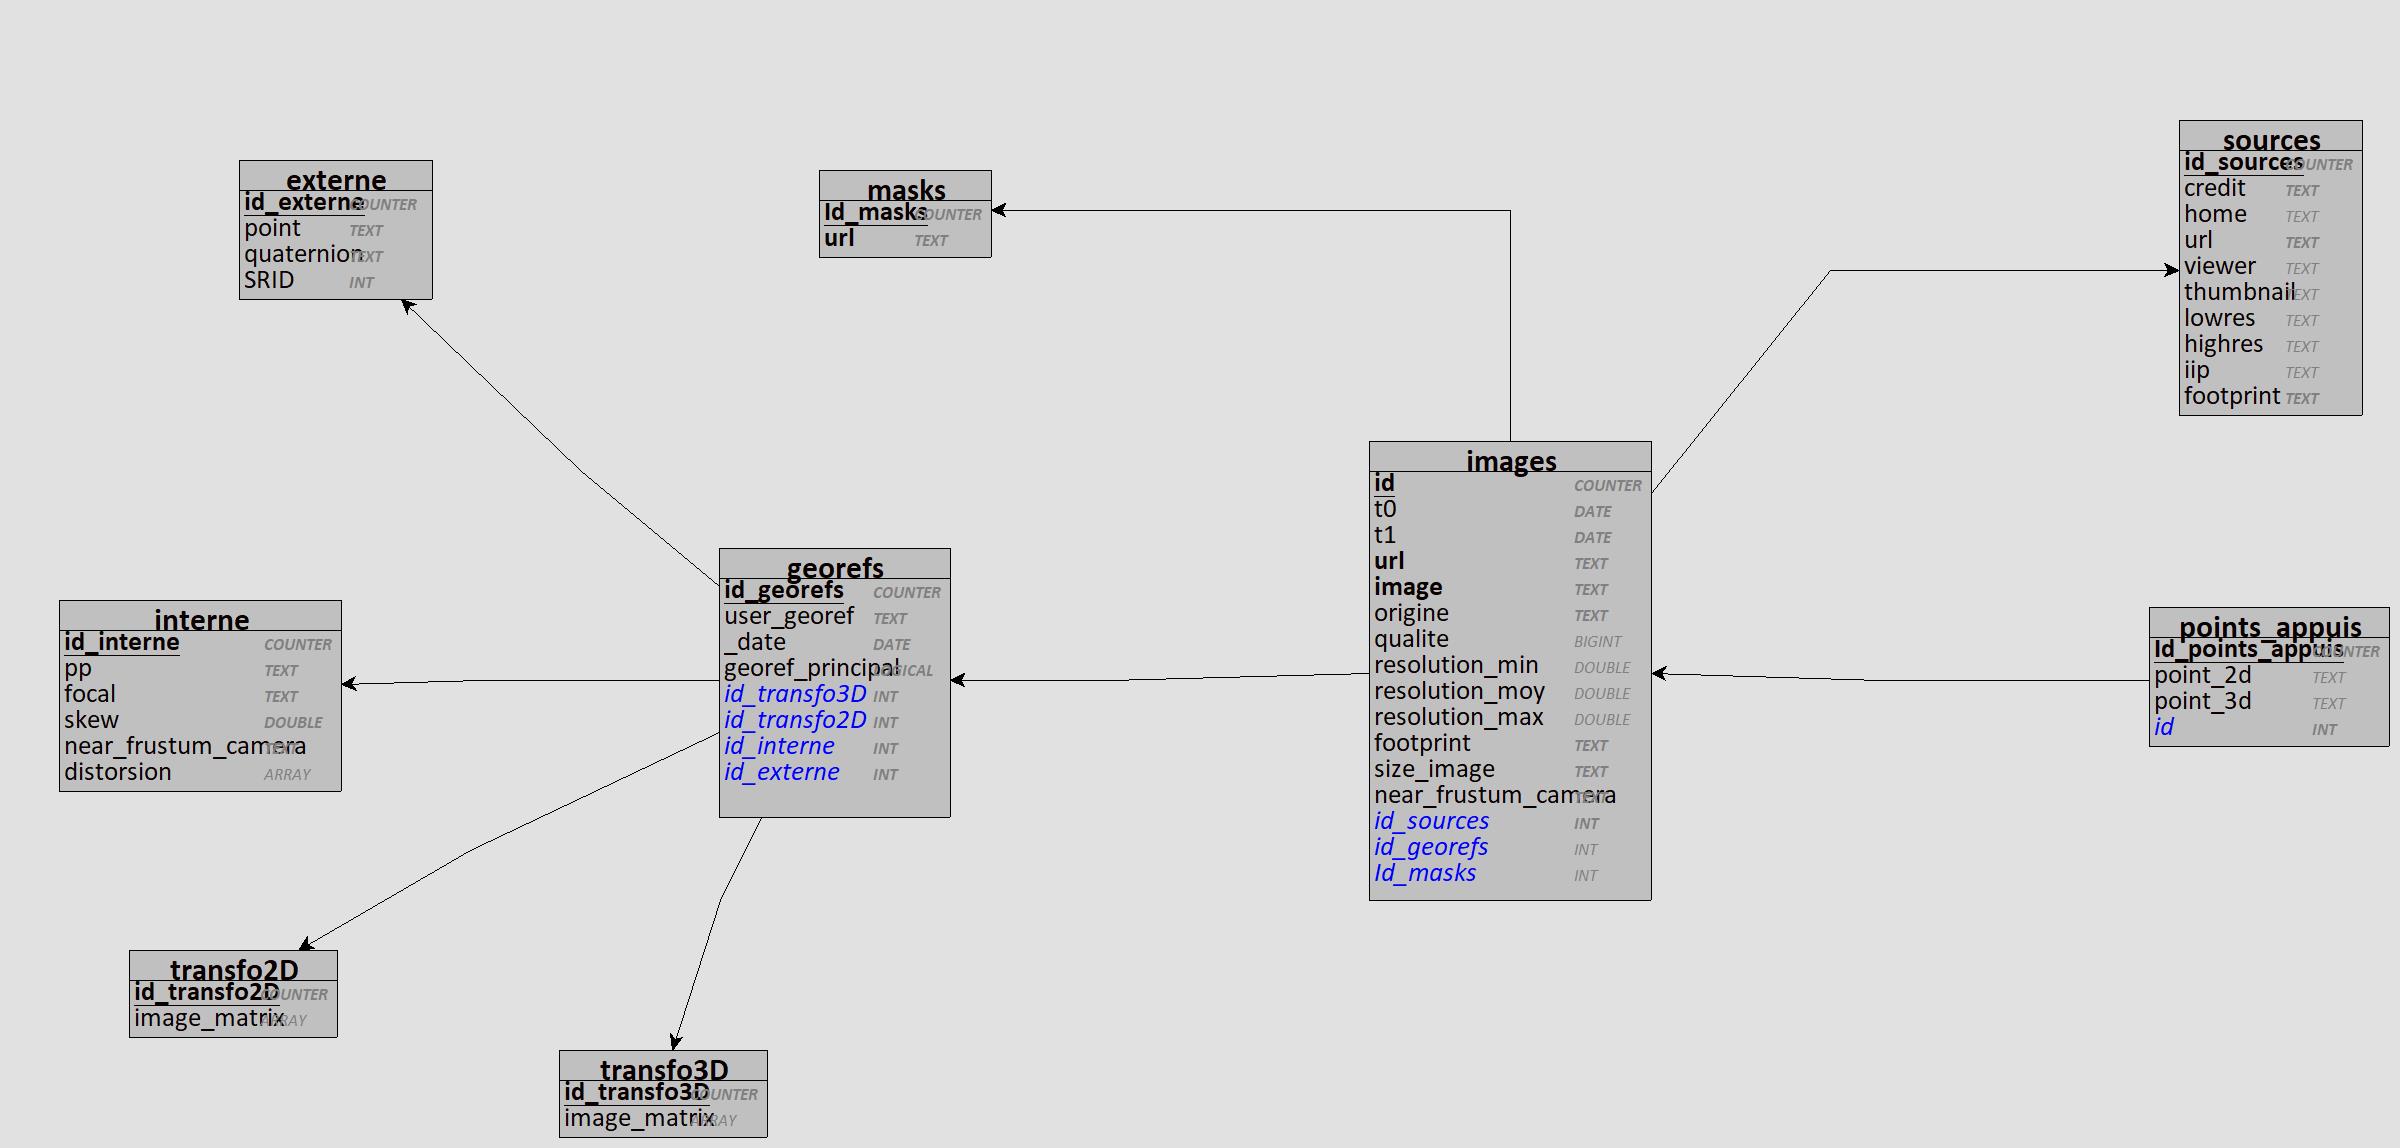 externe
id_externe COUNTER
point TEXT
quaternion TEXT
SRID INT
masks
Id_masks COUNTER
url TEXT
sources
id_sources COUNTER
credit TEXT
home TEXT
url TEXT
viewer TEXT
thumbnail TEXT
lowres TEXT
highres TEXT
iip TEXT
footprint TEXT
images
id COUNTER
t0 DATE
t1 DATE
url TEXT
image TEXT
origine TEXT
qualite BIGINT
resolution_min DOUBLE
resolution_moy DOUBLE
resolution_max DOUBLE
footprint TEXT
size_image TEXT
near_frustum_camera TEXT
id_sources INT
id_georefs INT
Id_masks INT
georefs
id_georefs COUNTER
user_georef TEXT
_date DATE
georef_principal LOGICAL
id_transfo3D INT
id_transfo2D INT
id_interne INT
id_externe INT
interne
id_interne COUNTER
pp TEXT
focal TEXT
skew DOUBLE
near_frustum_camera TEXT
distorsion ARRAY
points_appuis
Id_points_appuis COUNTER
point_2d TEXT
point_3d TEXT
id INT
transfo2D
id_transfo2D COUNTER
image_matrix ARRAY
transfo3D
id_transfo3D COUNTER
image_matrix ARRAY